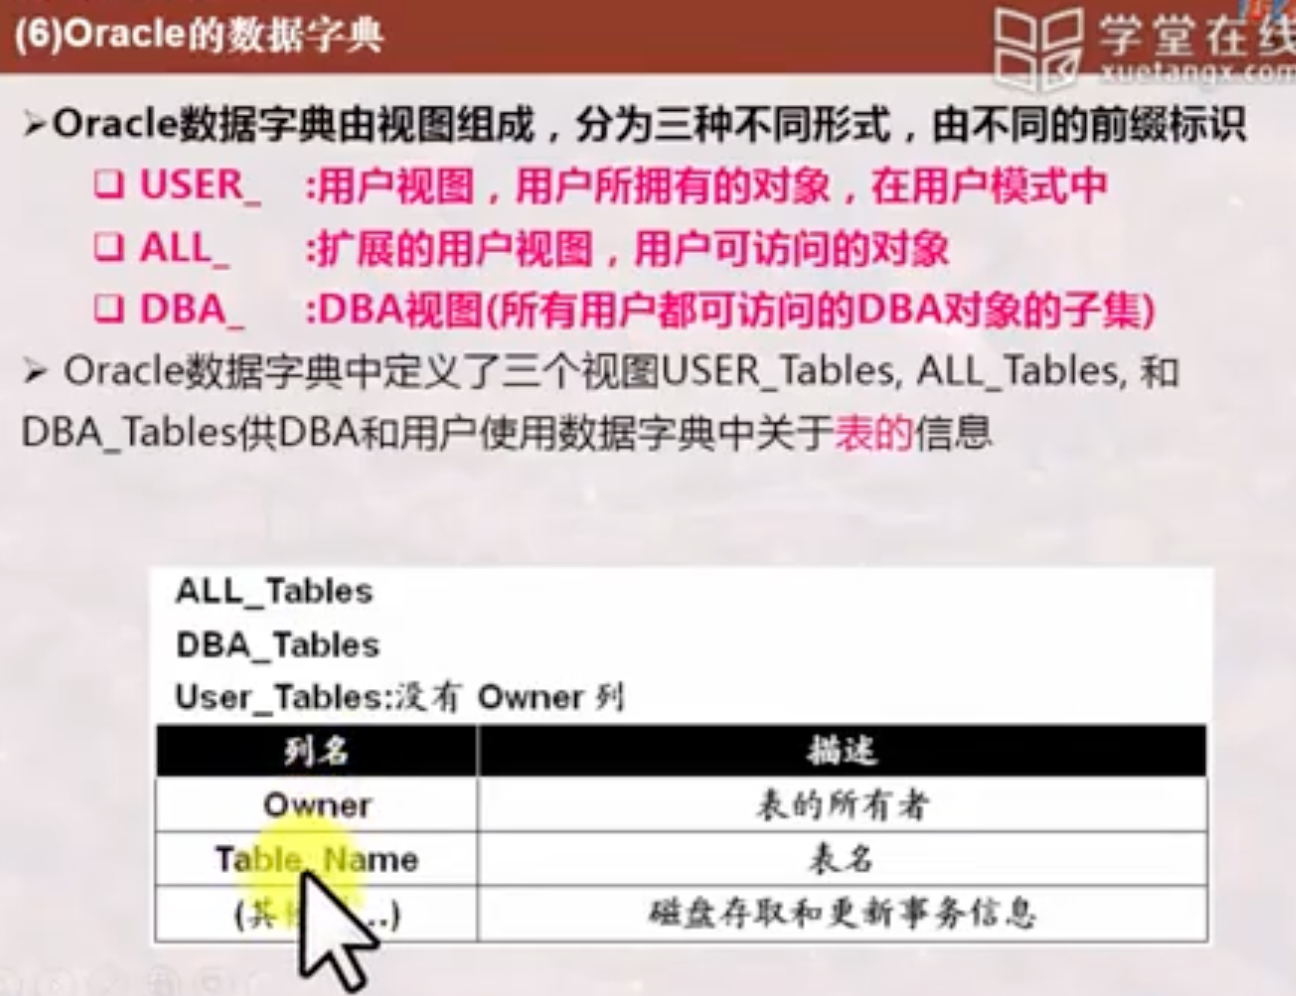 (6)Oracle的数据字典
学堂在线
xuetangx.com
➢Oracle数据字典由视图组成，分为三种不同形式，由不同的前缀标识
❑ USER_ :用户视图，用户所拥有的对象，在用户模式中
❑ ALL_ :扩展的用户视图，用户可访问的对象
❑ DBA_ :DBA视图(所有用户都可访问的DBA对象的子集)
➢ Oracle数据字典中定义了三个视图USER_Tables, ALL_Tables, 和
DBA_Tables供DBA和用户使用数据字典中关于表的信息
ALL_Tables
DBA_Tables
User_Tables:没有 Owner 列
列名 描述
Owner 表的所有者
Table_Name 表名
(其 ...) 磁盘存取和更新事务信息